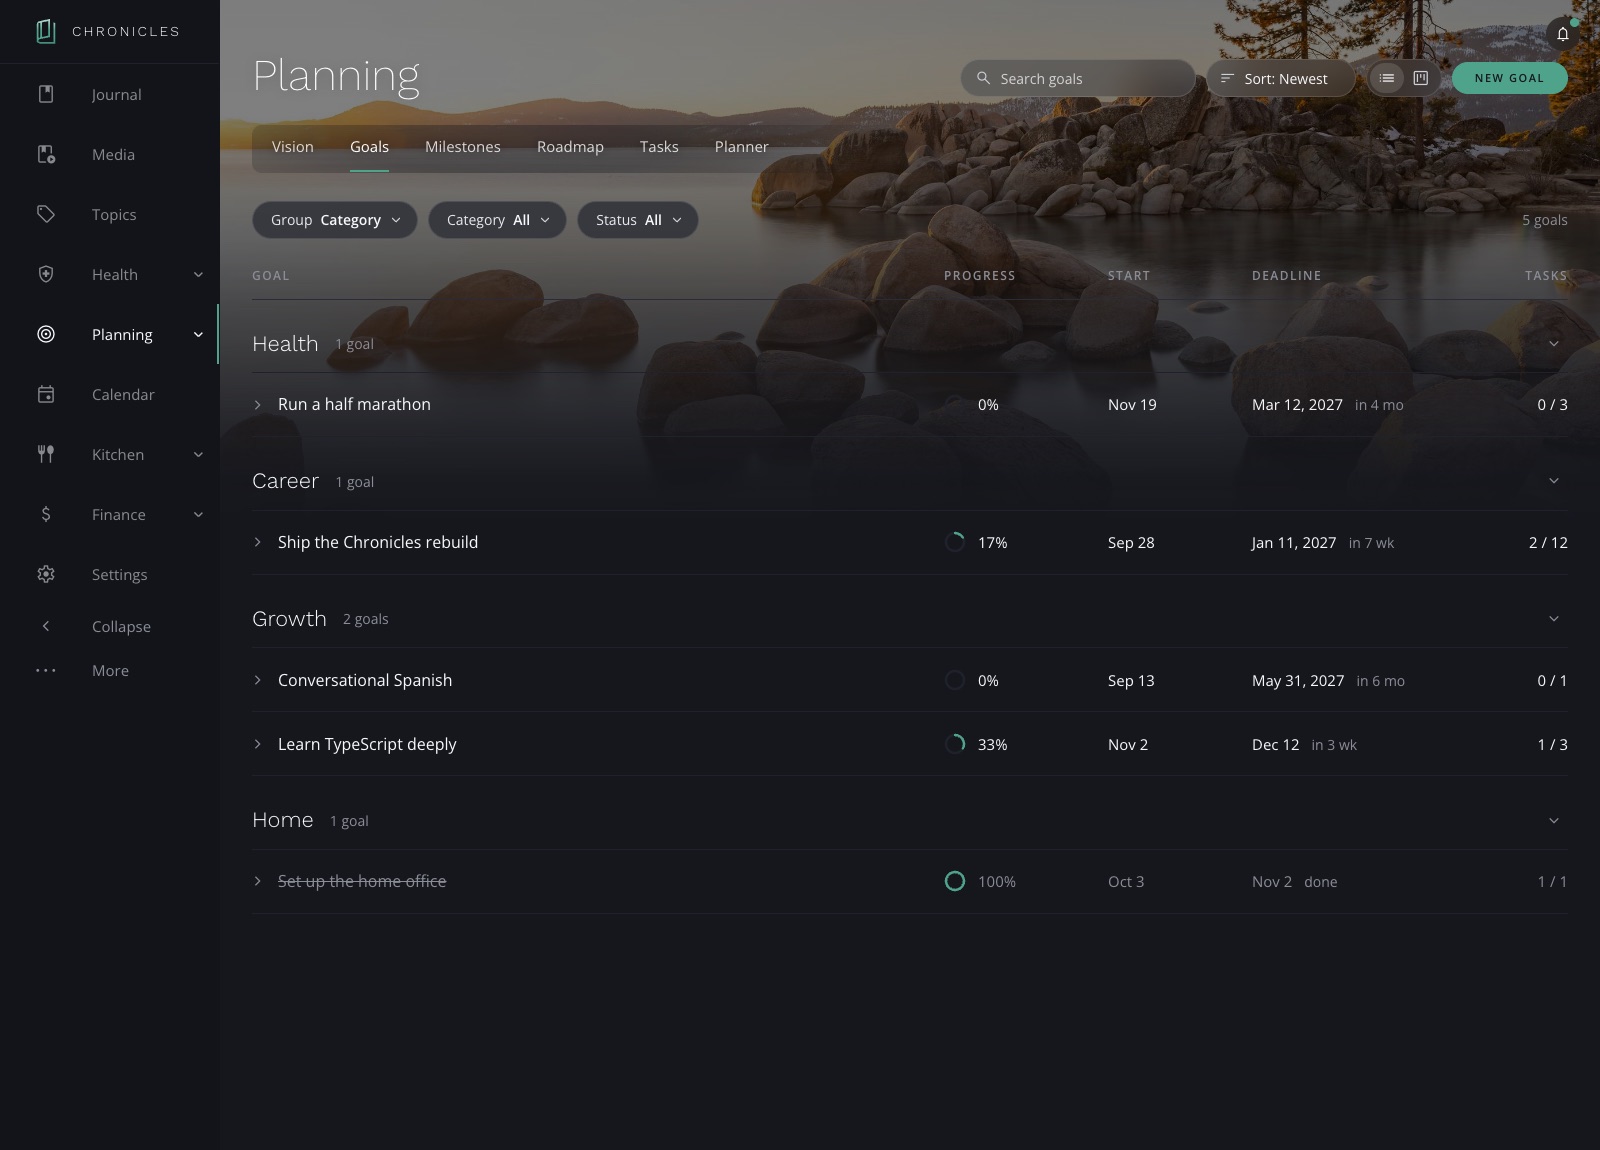 CHRONICLES
Journal
Media
Topics
Health
Planning
Calendar
Kitchen
Finance
Settings
Collapse
More
Planning
Search goals
Sort: Newest
NEW GOAL
Vision Goals Milestones Roadmap Tasks Planner
Group Category Category All Status All 5 goals
GOAL PROGRESS START DEADLINE TASKS
Health 1 goal
Run a half marathon 0% Nov 19 Mar 12, 2027 in 4 mo 0 / 3
Career 1 goal
Ship the Chronicles rebuild 17% Sep 28 Jan 11, 2027 in 7 wk 2 / 12
Growth 2 goals
Conversational Spanish 0% Sep 13 May 31, 2027 in 6 mo 0 / 1
Learn TypeScript deeply 33% Nov 2 Dec 12 in 3 wk 1 / 3
Home 1 goal
Set up the home office 100% Oct 3 Nov 2 done 1 / 1